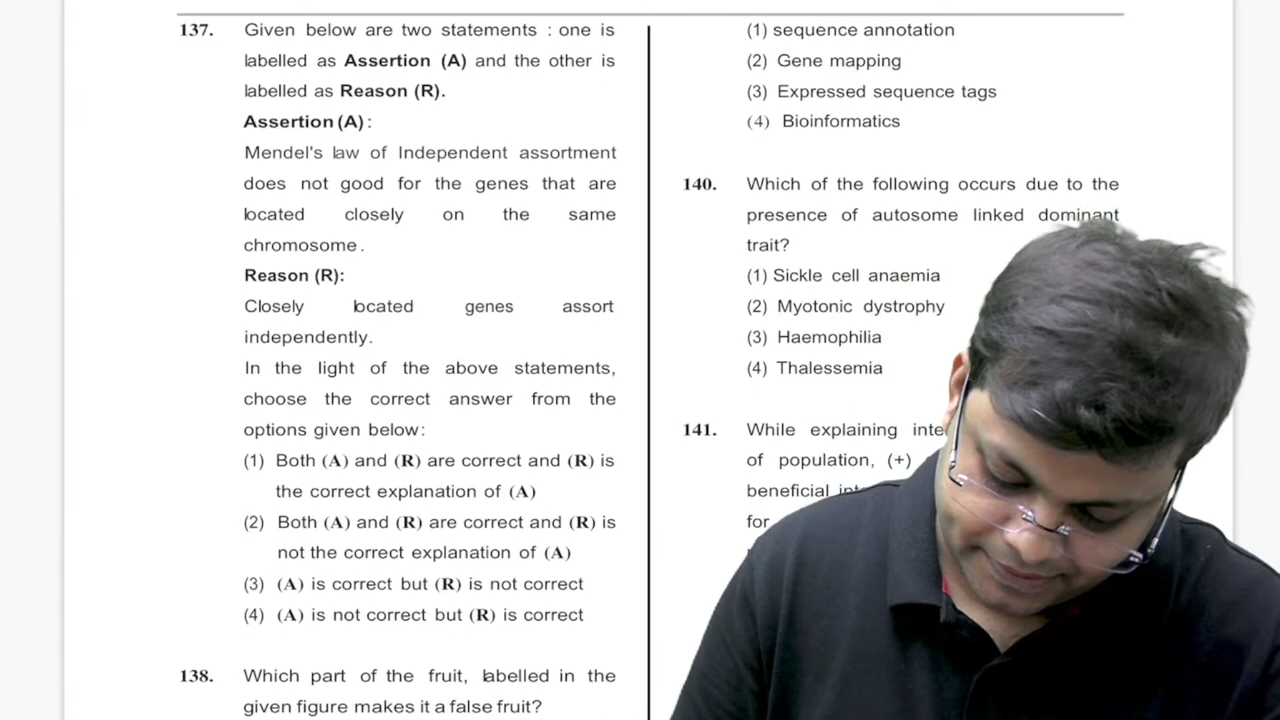 137. Given below are two statements : one is
labelled as Assertion (A) and the other is
labelled as Reason (R).
Assertion (A) :
Mendel's law of Independent assortment
does not good for the genes that are
located closely on the same
chromosome.
Reason (R):
Closely located genes assort
independently.
In the light of the above statements,
choose the correct answer from the
options given below:
(1) Both (A) and (R) are correct and (R) is
the correct explanation of (A)
(2) Both (A) and (R) are correct and (R) is
not the correct explanation of (A)
(3) (A) is correct but (R) is not correct
(4) (A) is not correct but (R) is correct
138. Which part of the fruit, labelled in the
given figure makes it a false fruit?
(1) sequence annotation
(2) Gene mapping
(3) Expressed sequence tags
(4) Bioinformatics
140. Which of the following occurs due to the
presence of autosome linked dominant
trait?
(1) Sickle cell anaemia
(2) Myotonic dystrophy
(3) Haemophilia
(4) Thalessemia
141. While explaining
of population, (+)
beneficial
for